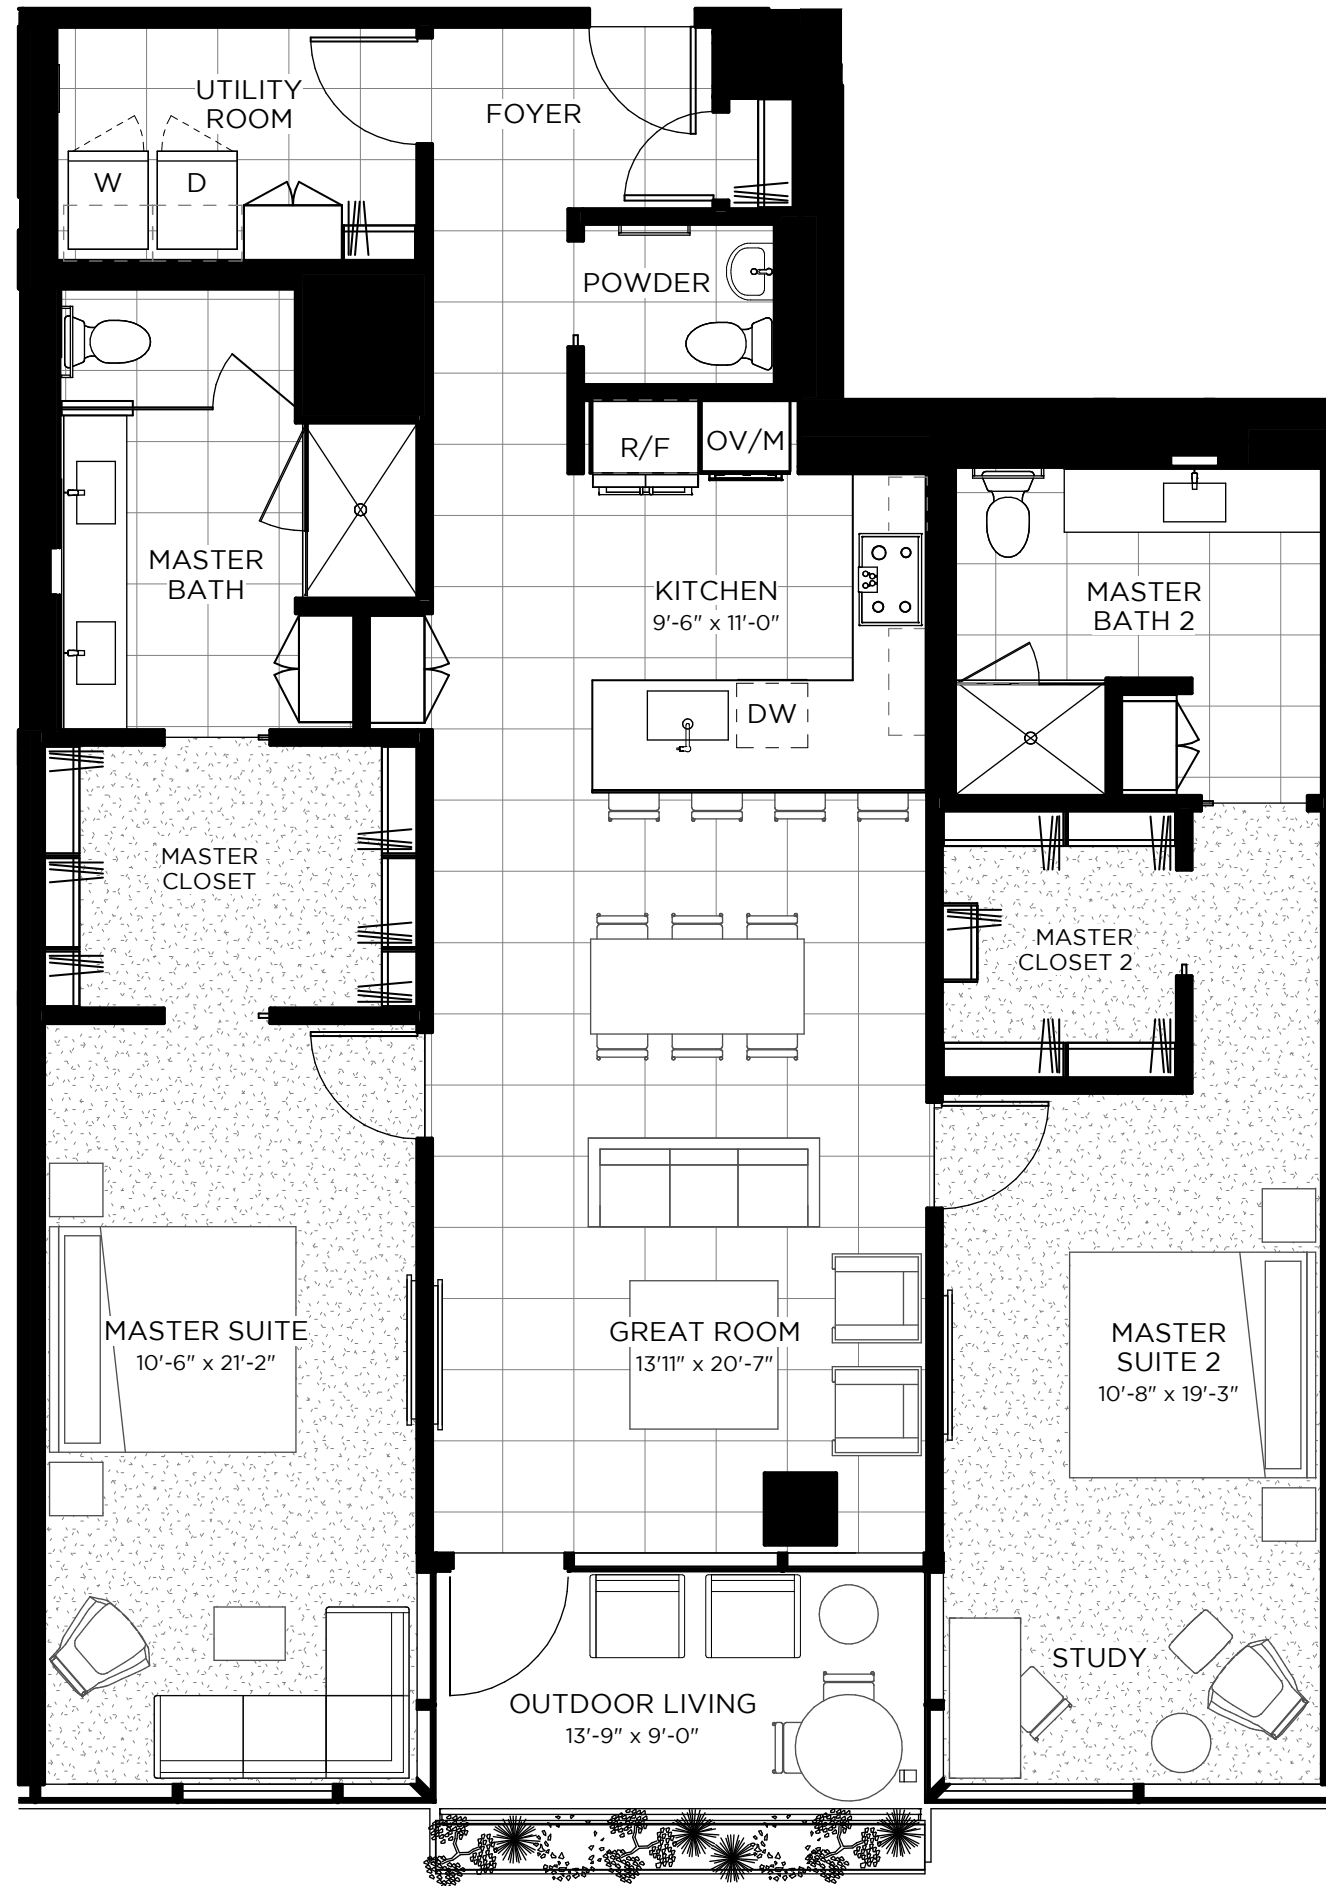 UTILITY
ROOM
FOYER
W
D
POWDER
R/F
OV/M
MASTER
BATH
KITCHEN
9'-6" x 11'-0"
MASTER
BATH 2
DW
MASTER
CLOSET
MASTER
CLOSET 2
MASTER SUITE
10'-6" x 21'-2"
GREAT ROOM
13'11" x 20'-7"
MASTER
SUITE 2
10'-8" x 19'-3"
STUDY
OUTDOOR LIVING
13'-9" x 9'-0"